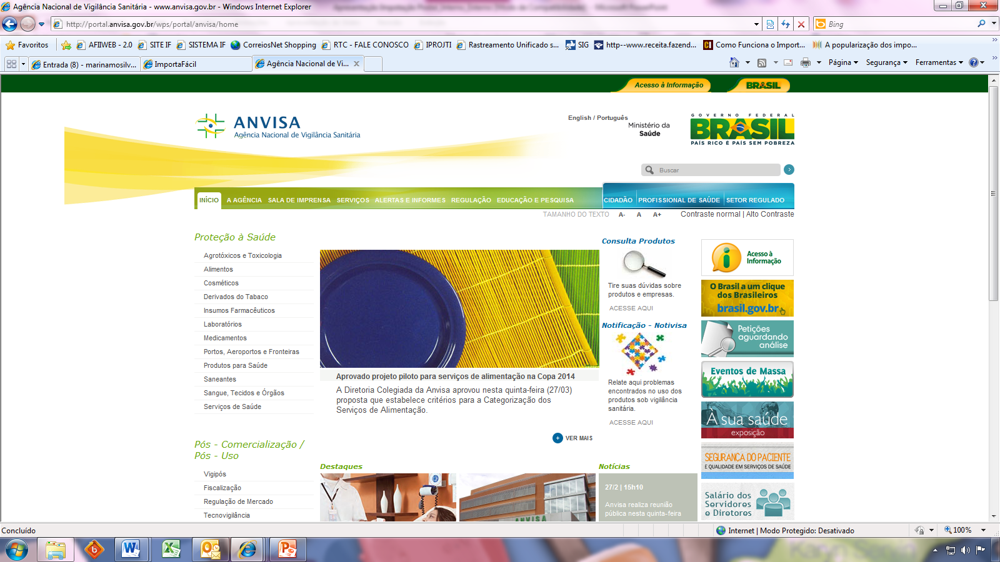 Agência Nacional de Vigilância Sanitária - www.anvisa.gov.br - Windows Internet Explorer
http://portal.anvisa.gov.br/wps/portal/anvisa/home
Bing
Favoritos
AFIIWEB - 2.0
SITE IF
SISTEMA IF
CorreiosNet Shopping
RTC - FALE CONOSCO
IPROJTI
Rastreamento Unificado s...
SIG
http--www.receita.fazend...
Como Funciona o Import...
A popularização dos impo...
Entrada (8) - marinamosilv...
ImportaFácil
Agência Nacional de Vi...
Página
Segurança
Ferramentas
Acesso à Informação
BRASIL
ANVISA
Agência Nacional de Vigilância Sanitária
English / Português
Ministério da
Saúde
GOVERNO FEDERAL
BRASIL
PAÍS RICO É PAÍS SEM POBREZA
Buscar
INÍCIO
A AGÊNCIA
SALA DE IMPRENSA
SERVIÇOS
ALERTAS E INFORMES
REGULAÇÃO
EDUCAÇÃO E PESQUISA
CIDADÃO
PROFISSIONAL DE SAÚDE
SETOR REGULADO
TAMANHO DO TEXTO A- A A+
Contraste normal | Alto Contraste
Proteção à Saúde
Agrotóxicos e Toxicologia
Alimentos
Cosméticos
Derivados do Tabaco
Insumos Farmacêuticos
Laboratórios
Medicamentos
Portos, Aeroportos e Fronteiras
Produtos para Saúde
Saneantes
Sangue, Tecidos e Órgãos
Serviços de Saúde
Pós - Comercialização /
Pós - Uso
Vigipós
Fiscalização
Regulação de Mercado
Tecnovigilância
Aprovado projeto piloto para serviços de alimentação na Copa 2014
A Diretoria Colegiada da Anvisa aprovou nesta quinta-feira (27/03)
proposta que estabelece critérios para a Categorização dos
Serviços de Alimentação.
VER MAIS
Destaques
ANVISA
Consulta Produtos
Tire suas dúvidas sobre
produtos e empresas.
ACESSE AQUI
Notificação - Notivisa
Relate aqui problemas
encontrados no uso dos
produtos sob vigilância
sanitária.
ACESSE AQUI
Notícias
27/2 | 15h10
Anvisa realiza reunião
pública nesta quinta-feira
Acesso à
Informação
O Brasil a um clique
dos Brasileiros
brasil.gov.br
Petições
aguardando
análise
Eventos de Massa
À sua saúde
exposição
SEGURANCA DO PACIENTE
E QUALIDADE EM SERVIÇOS DE SAÚDE
Salário dos
Servidores
e Diretores
Concluído
Internet | Modo Protegido: Desativado
100%